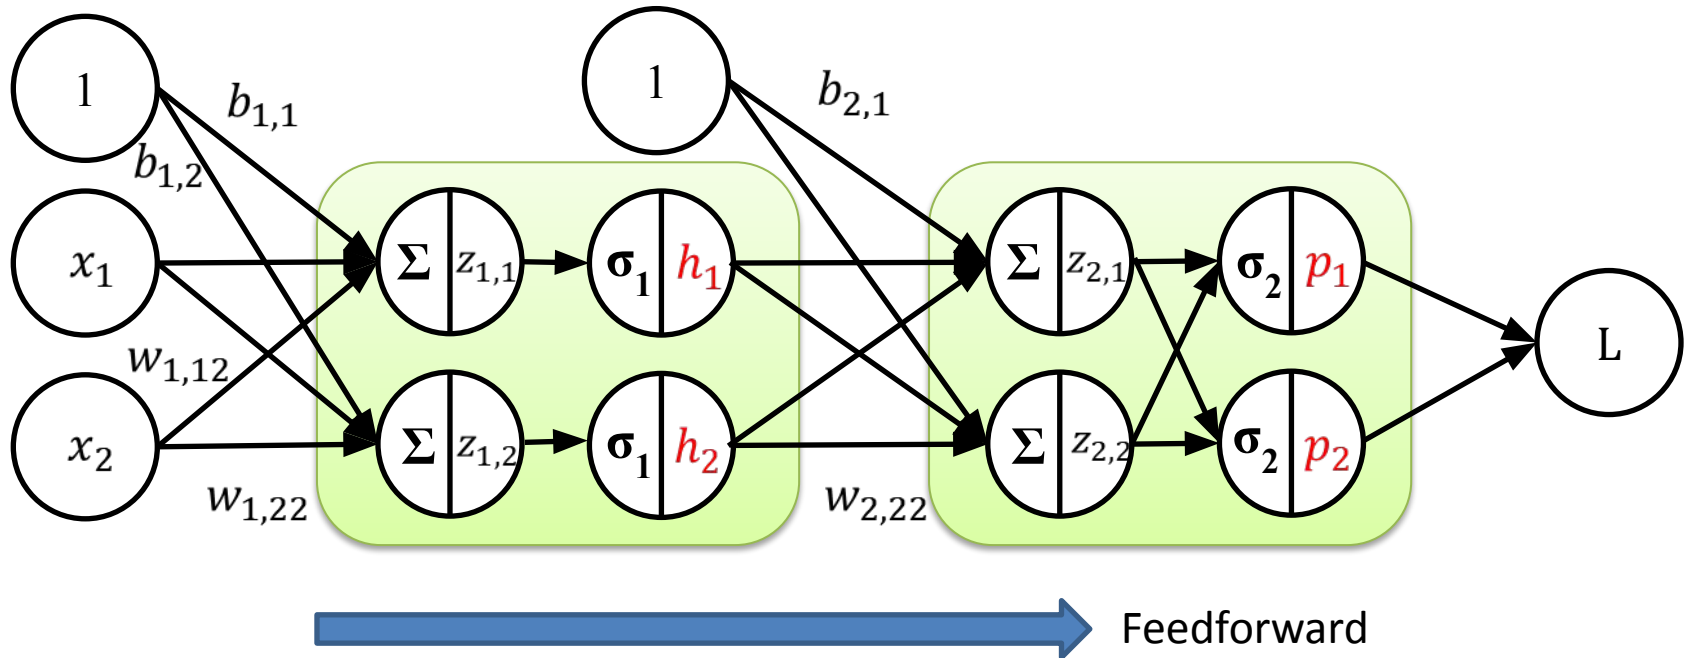 1
1
b₁,₁
b₂,₁
b₁,₂
x₁
Σ z₁,₁
σ₁ h₁
Σ z₂,₁
σ₂ p₁
L
w₁,₁₂
x₂
Σ z₁,₂
σ₁ h₂
Σ z₂,₂
σ₂ p₂
w₁,₂₂
w₂,₂₂
Feedforward